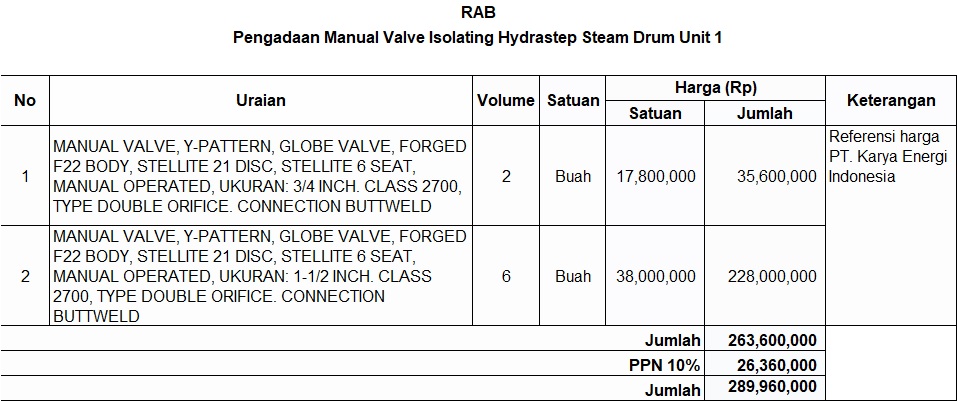 RAB
Pengadaan Manual Valve Isolating Hydrastep Steam Drum Unit 1
No Uraian Volume Satuan Harga (Rp) Keterangan
Satuan Jumlah
1 MANUAL VALVE, Y-PATTERN, GLOBE VALVE, FORGED
F22 BODY, STELLITE 21 DISC, STELLITE 6 SEAT,
MANUAL OPERATED, UKURAN: 3/4 INCH. CLASS 2700,
TYPE DOUBLE ORIFICE. CONNECTION BUTTWELD
2 Buah 17,800,000 35,600,000
Referensi harga
PT. Karya Energi
Indonesia
2 MANUAL VALVE, Y-PATTERN, GLOBE VALVE, FORGED
F22 BODY, STELLITE 21 DISC, STELLITE 6 SEAT,
MANUAL OPERATED, UKURAN: 1-1/2 INCH. CLASS
2700, TYPE DOUBLE ORIFICE. CONNECTION
BUTTWELD
6 Buah 38,000,000 228,000,000
Jumlah 263,600,000
PPN 10% 26,360,000
Jumlah 289,960,000